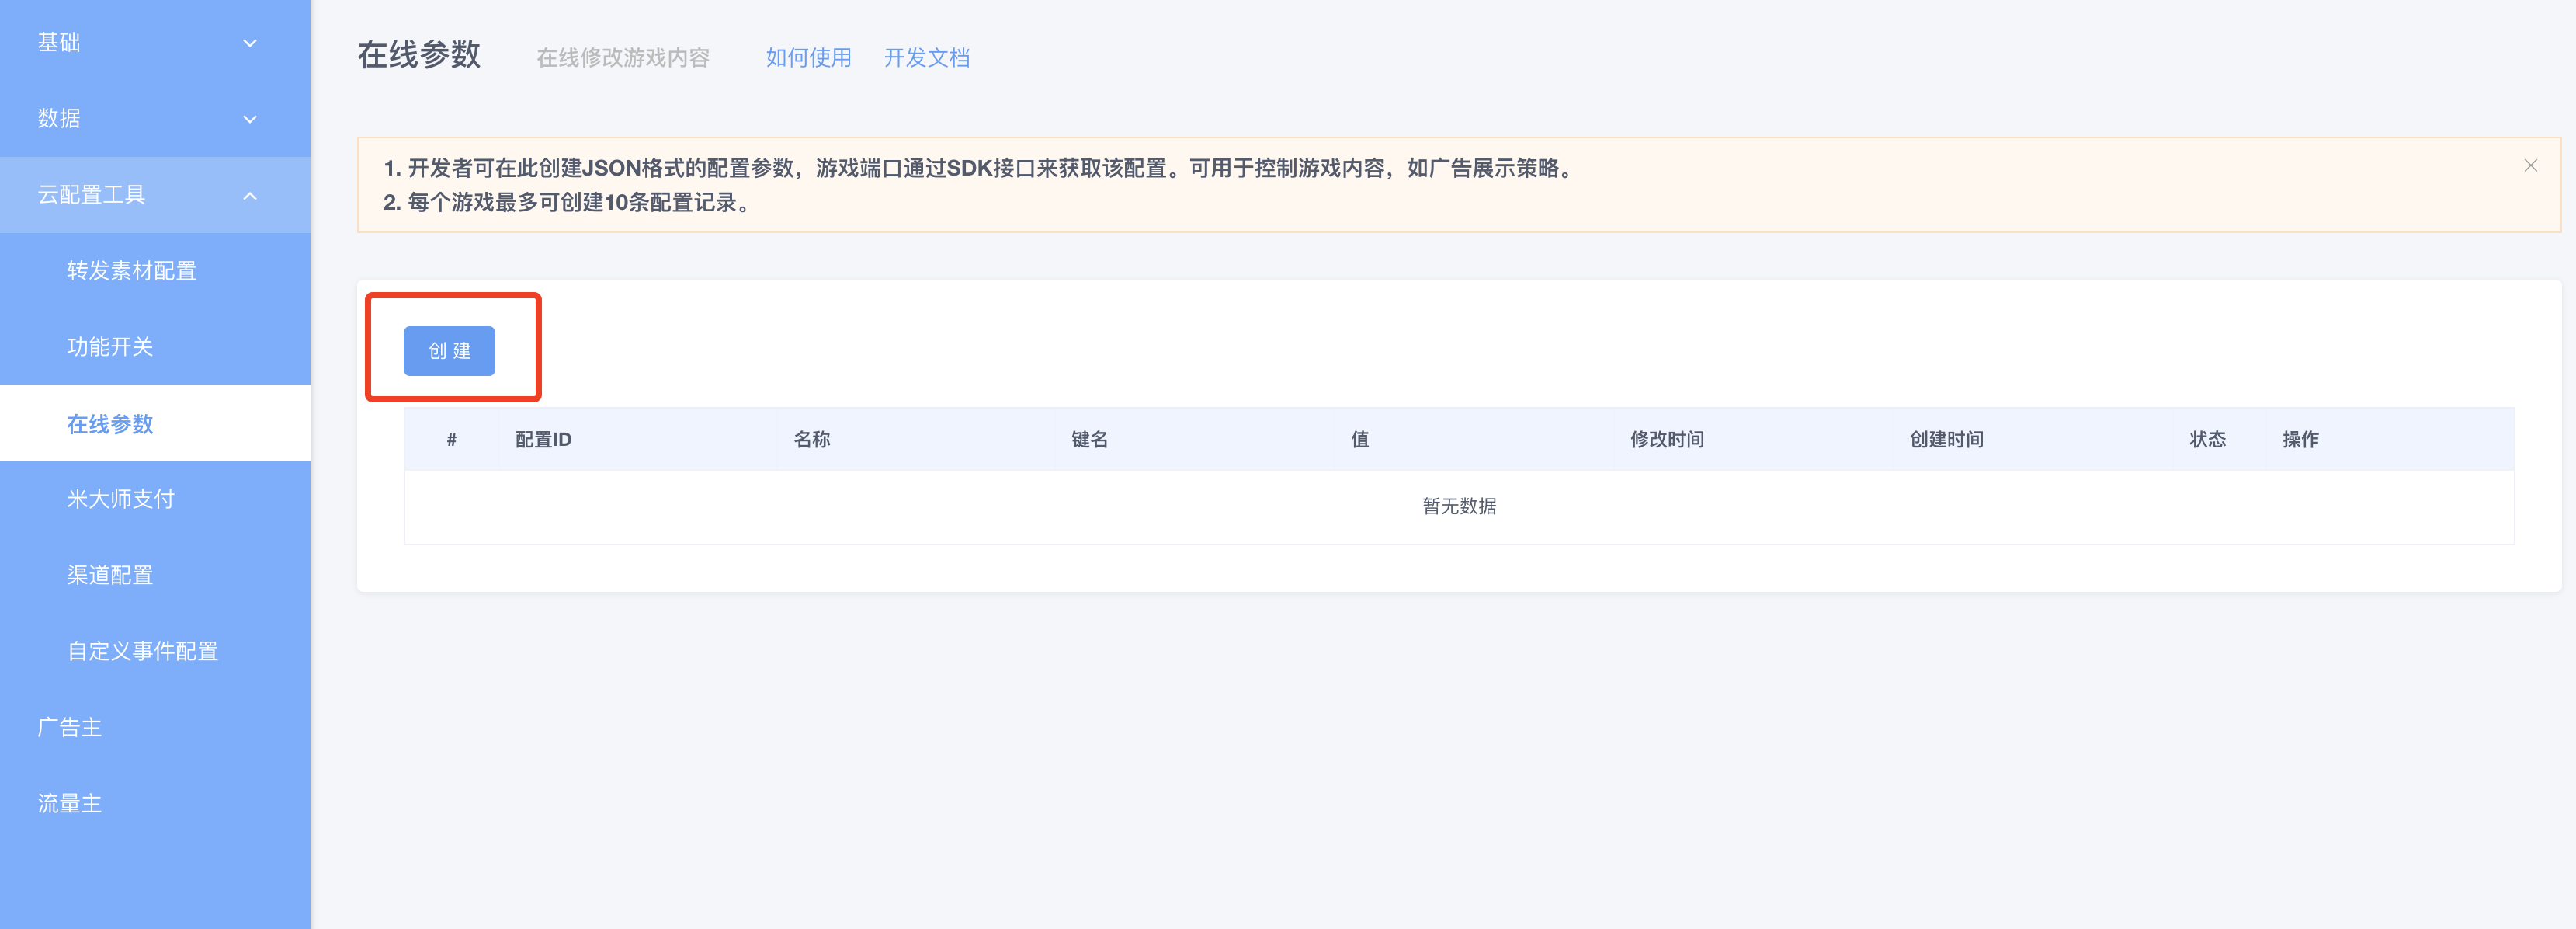 基础
数据
云配置工具
转发素材配置
功能开关
在线参数
米大师支付
渠道配置
自定义事件配置
广告主
流量主
在线参数 在线修改游戏内容 如何使用 开发文档
1. 开发者可在此创建JSON格式的配置参数，游戏端口通过SDK接口来获取该配置。可用于控制游戏内容，如广告展示策略。
2. 每个游戏最多可创建10条配置记录。
创 建
# 配置ID 名称 键名 值 修改时间 创建时间 状态 操作
暂无数据